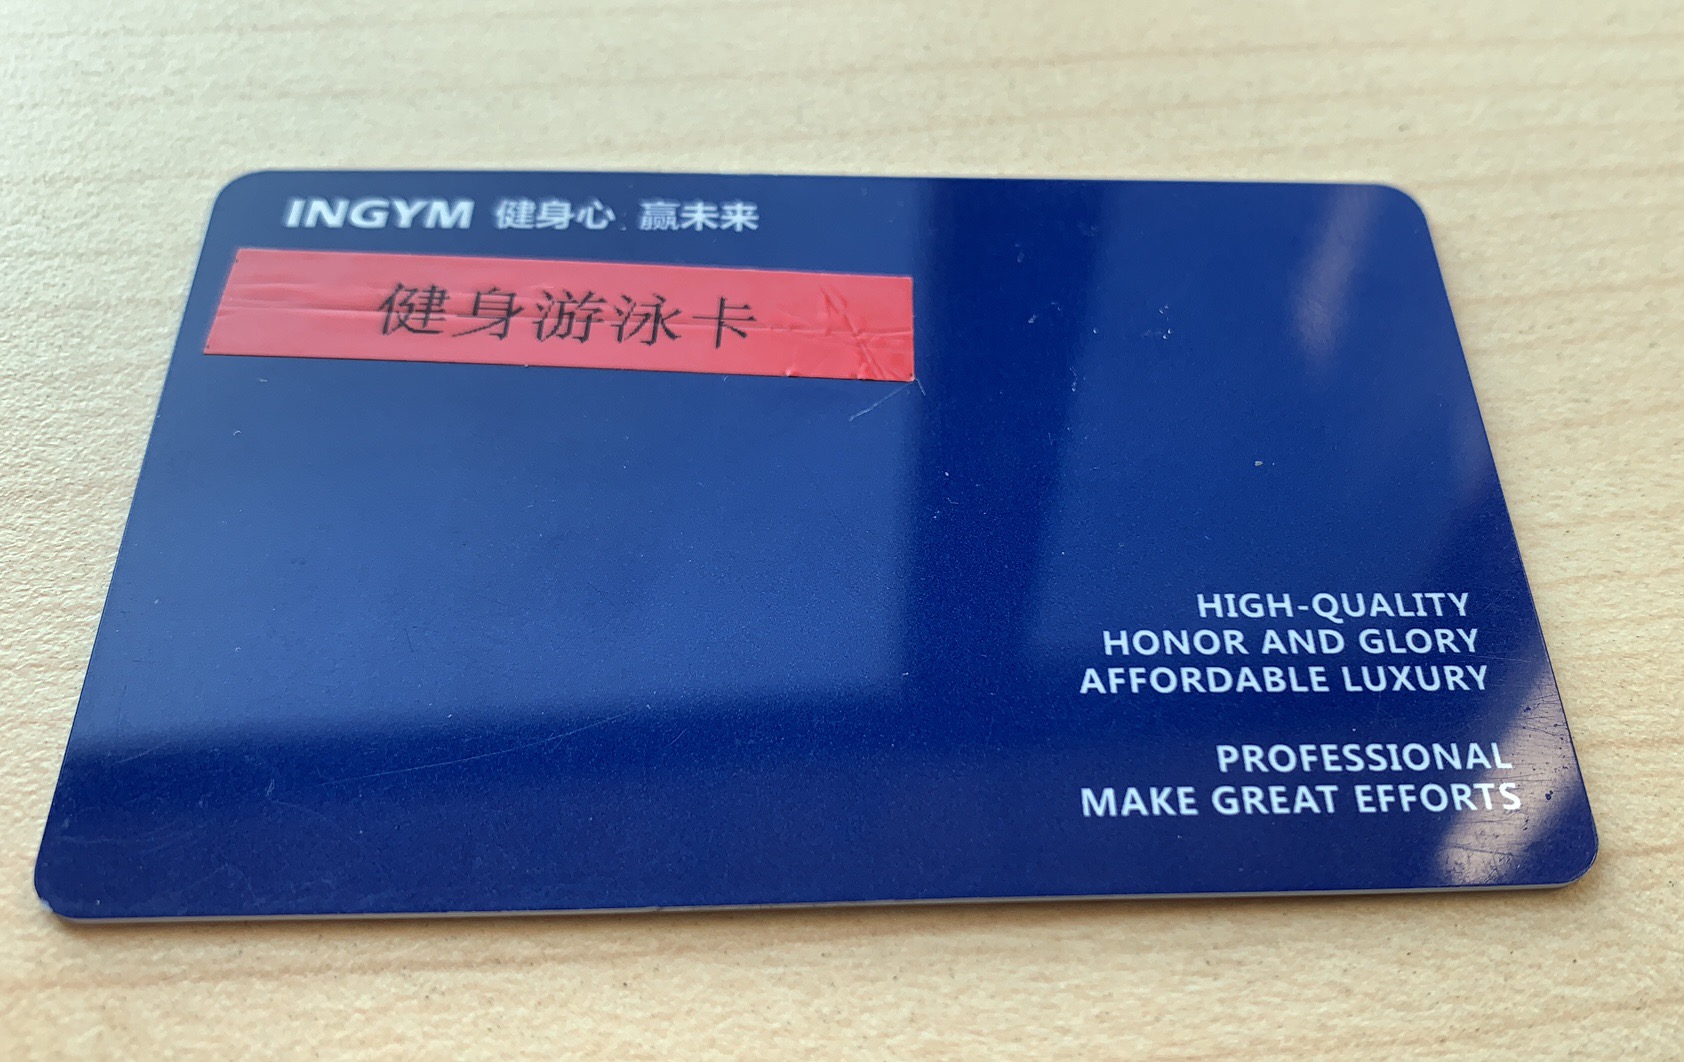 INGYM 健身心 赢未来
健身游泳卡
HIGH-QUALITY
HONOR AND GLORY
AFFORDABLE LUXURY
PROFESSIONAL
MAKE GREAT EFFORTS